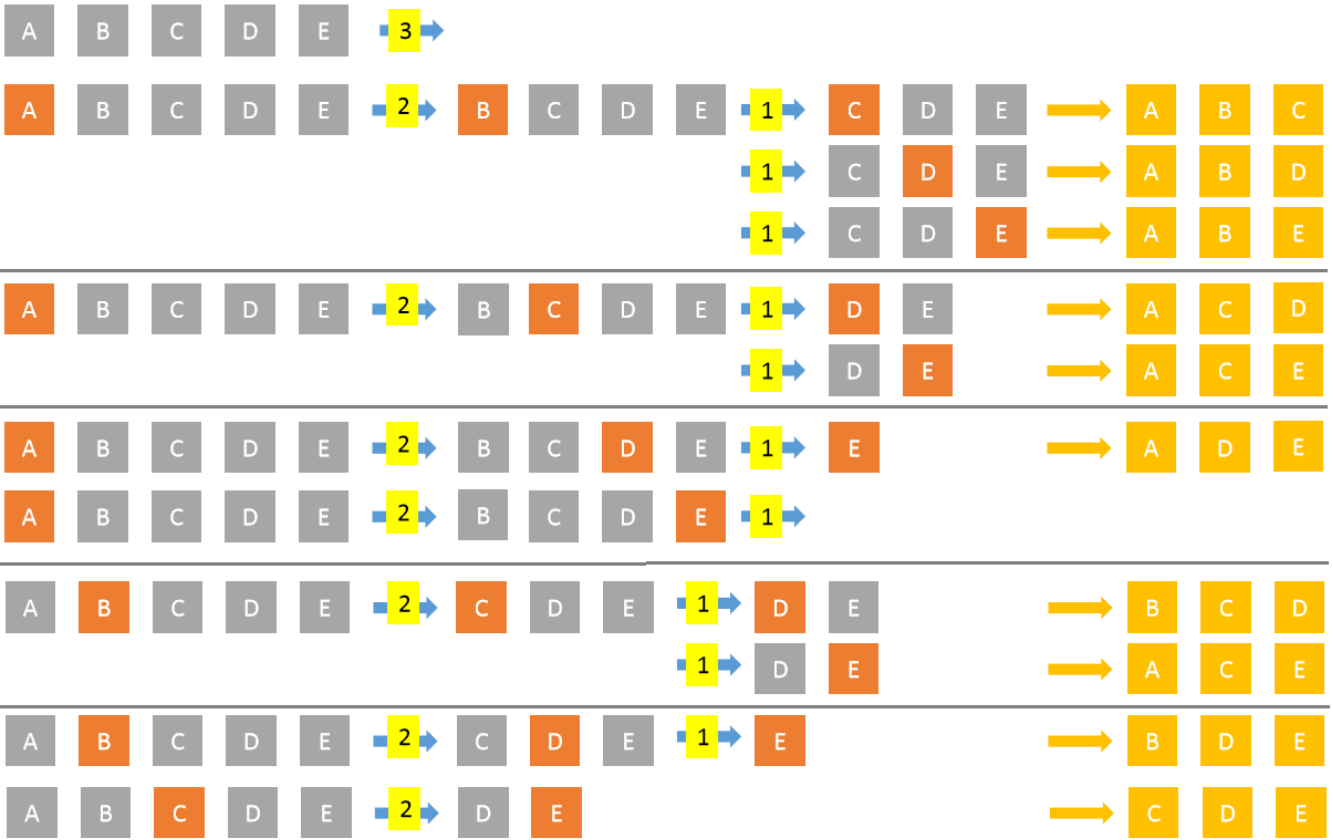 A B C D E 3
A B C D E 2 B C D E 1 C D E A B C
1 C D E A B D
1 C D E A B E
A B C D E 2 B C D E 1 D E A C D
1 D E A C E
A B C D E 2 B C D E 1 E A D E
A B C D E 2 B C D E 1
A B C D E 2 C D E 1 D E B C D
1 D E A C E
A B C D E 2 C D E 1 E B D E
A B C D E 2 D E C D E